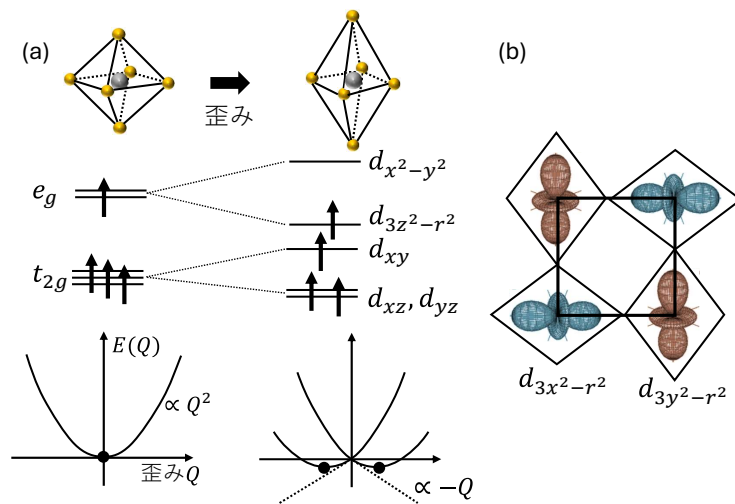 (a)
(b)
歪み
e_g
d_{x^2−y^2}
d_{3z^2−r^2}
t_{2g}
d_{xy}
d_{xz}, d_{yz}
E(Q)
∝ Q^2
歪みQ
∝ −Q
d_{3x^2−r^2}
d_{3y^2−r^2}